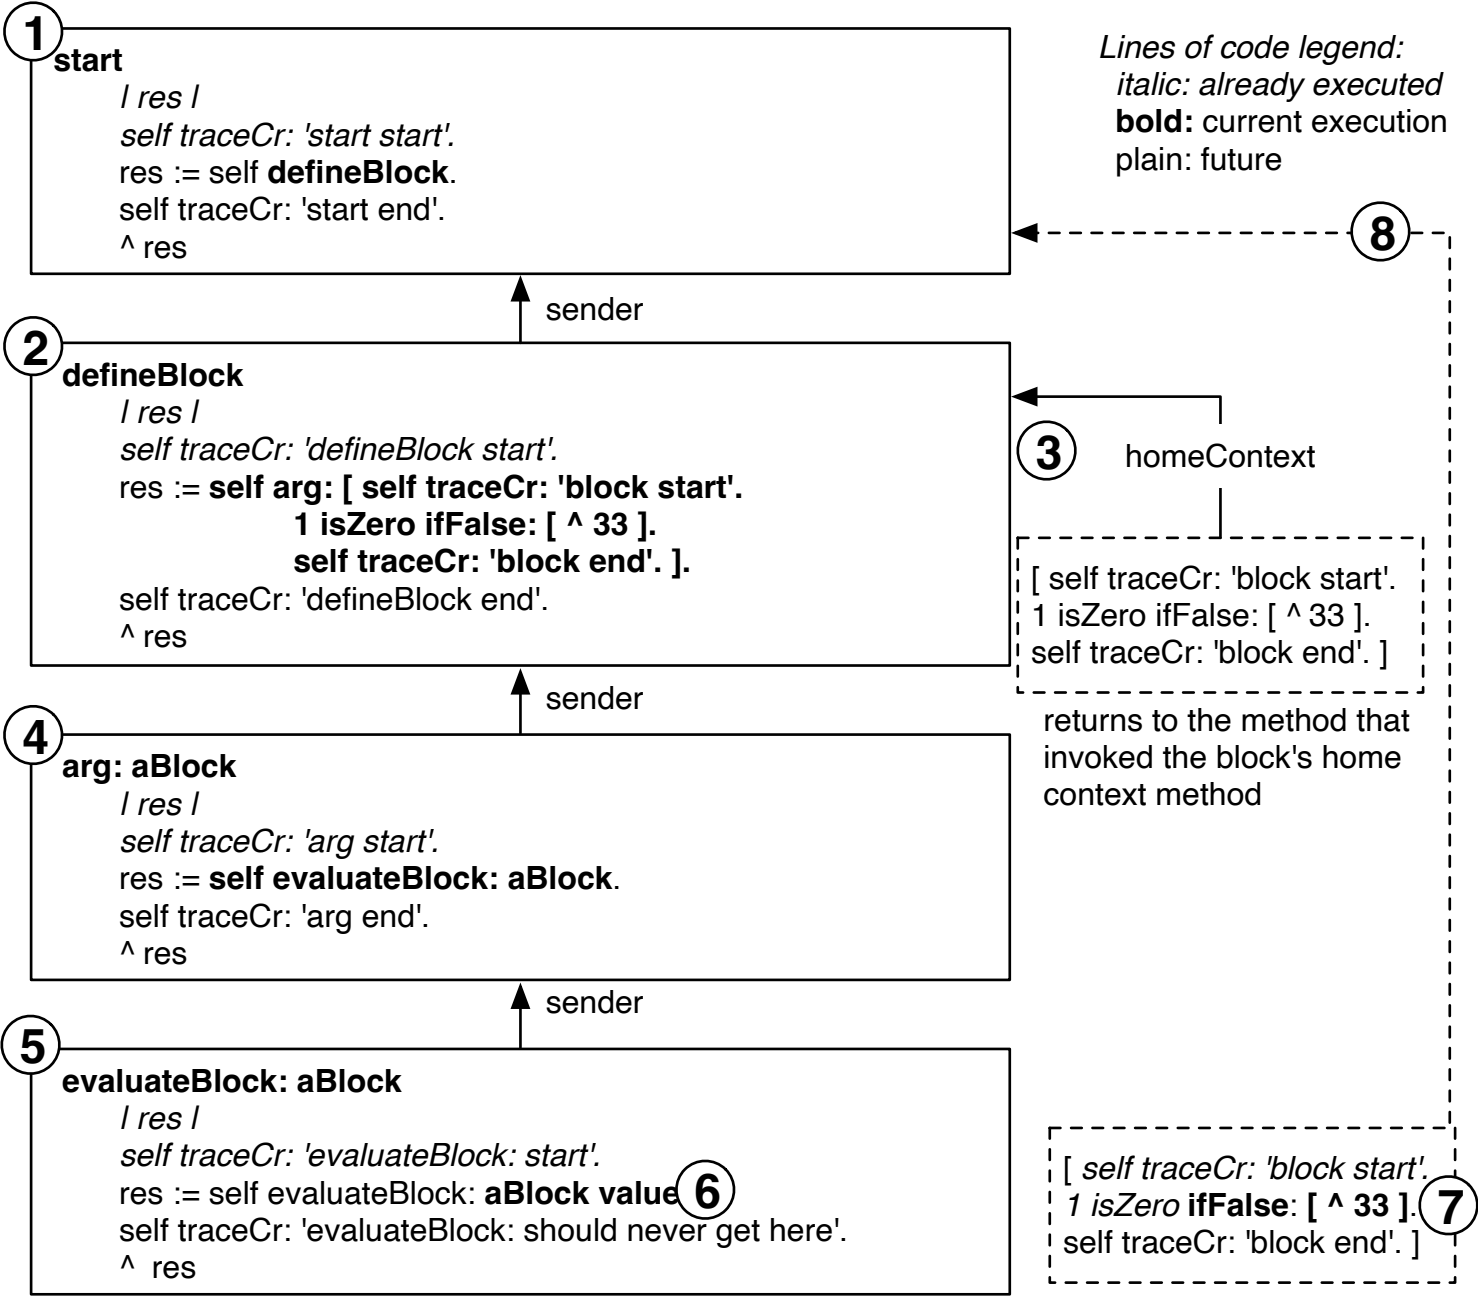 1
start
| res |
self traceCr: 'start start'.
res := self defineBlock.
self traceCr: 'start end'.
^ res
Lines of code legend:
italic: already executed
bold: current execution
plain: future
8
sender
2
defineBlock
| res |
self traceCr: 'defineBlock start'.
res := self arg: [ self traceCr: 'block start'.
1 isZero ifFalse: [ ^ 33 ].
self traceCr: 'block end'. ].
self traceCr: 'defineBlock end'.
^ res
3
homeContext
[ self traceCr: 'block start'.
1 isZero ifFalse: [ ^ 33 ].
self traceCr: 'block end'. ]
returns to the method that
invoked the block's home
context method
sender
4
arg: aBlock
| res |
self traceCr: 'arg start'.
res := self evaluateBlock: aBlock.
self traceCr: 'arg end'.
^ res
sender
5
evaluateBlock: aBlock
| res |
self traceCr: 'evaluateBlock: start'.
res := self evaluateBlock: aBlock value
6
self traceCr: 'evaluateBlock: should never get here'.
^ res
[ self traceCr: 'block start'.
1 isZero ifFalse: [ ^ 33 ].
7
self traceCr: 'block end'. ]